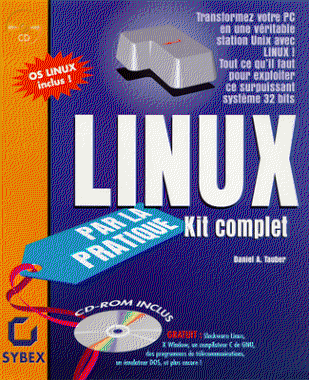 CD
OS LINUX
inclus !
Transformez votre PC
en une véritable
station Unix avec
LINUX !
Tout ce qu'il faut
pour exploiter
ce surpuissant
système 32 bits
LINUX
PAR LA
PRATIQUE
Kit complet
Daniel A. Tauber
CD-ROM INCLUS
GRATUIT : Slackware Linux,
X Window, un compilateur C de GNU,
des programmes de télécommunications,
un émulateur DOS, et plus encore !
SYBEX